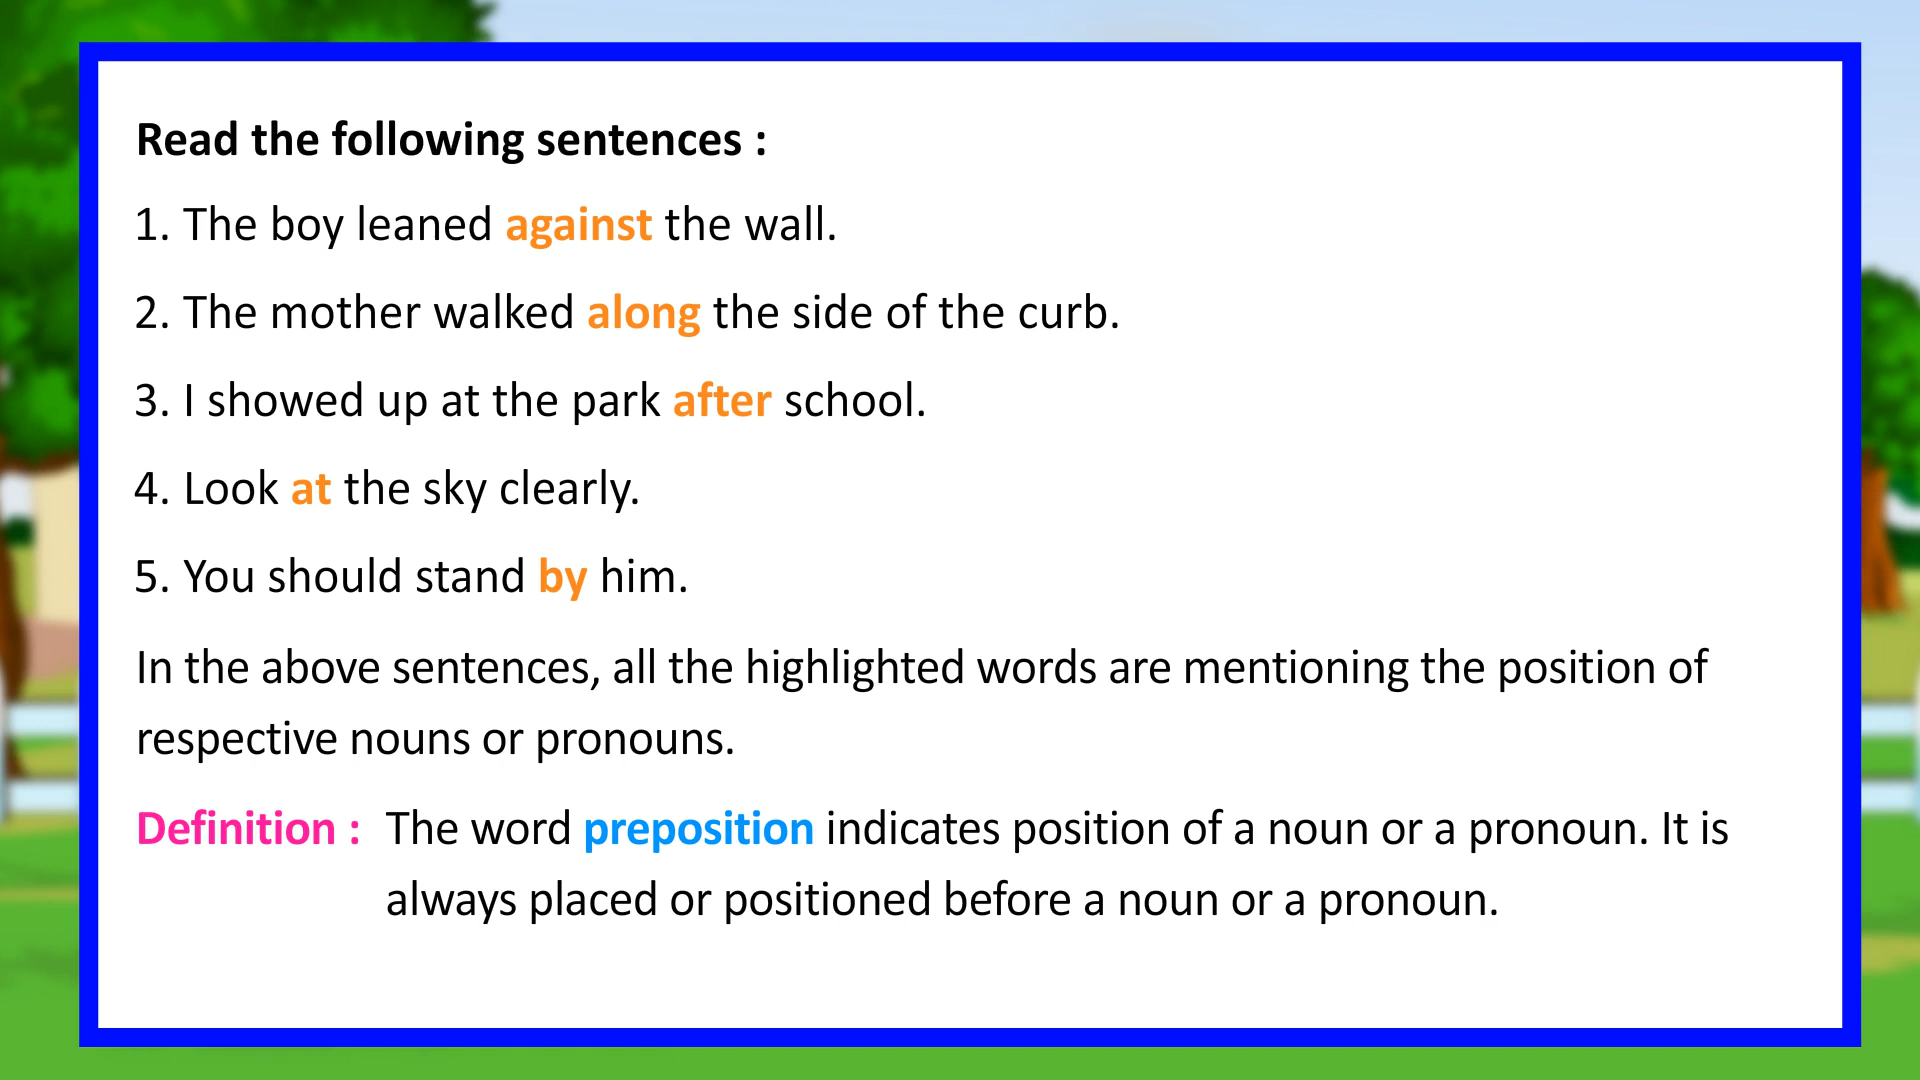 Read the following sentences :
1. The boy leaned against the wall.
2. The mother walked along the side of the curb.
3. I showed up at the park after school.
4. Look at the sky clearly.
5. You should stand by him.
In the above sentences, all the highlighted words are mentioning the position of
respective nouns or pronouns.
Definition : The word preposition indicates position of a noun or a pronoun. It is
always placed or positioned before a noun or a pronoun.